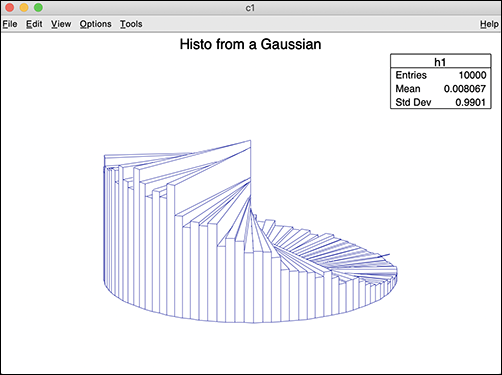 c1
File Edit View Options Tools Help
Histo from a Gaussian
h1
Entries 10000
Mean 0.008067
Std Dev 0.9901